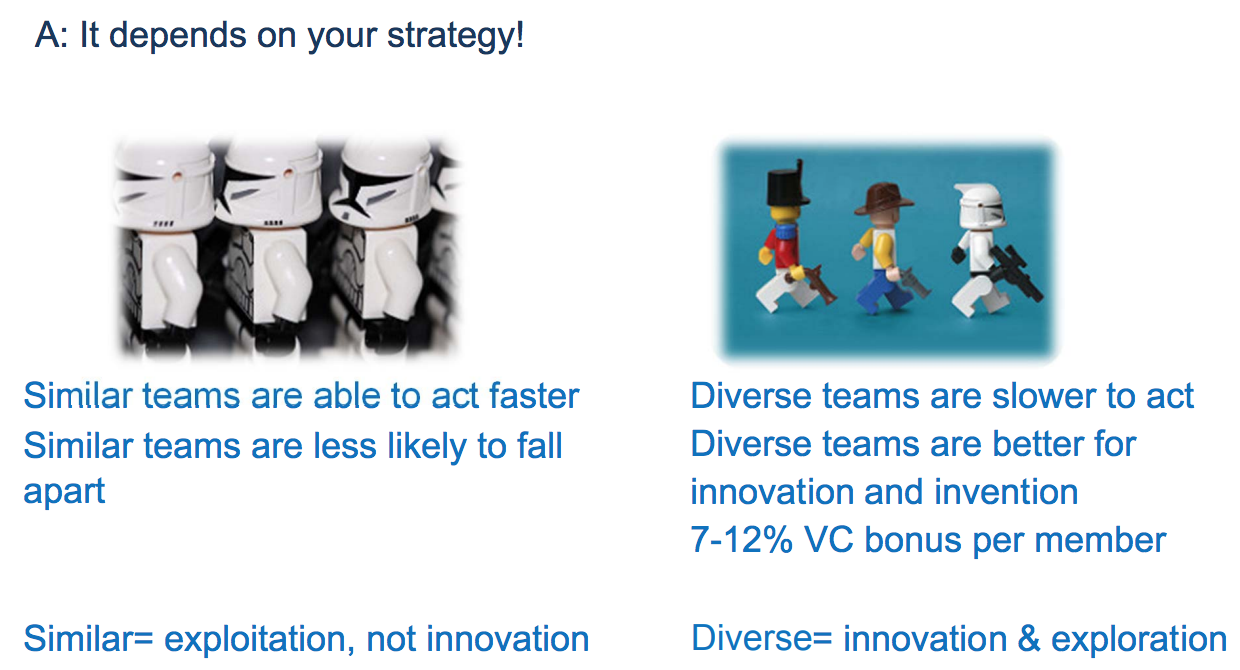 A: It depends on your strategy!
Similar teams are able to act faster
Similar teams are less likely to fall
apart
Similar= exploitation, not innovation
Diverse teams are slower to act
Diverse teams are better for
innovation and invention
7-12% VC bonus per member
Diverse= innovation & exploration